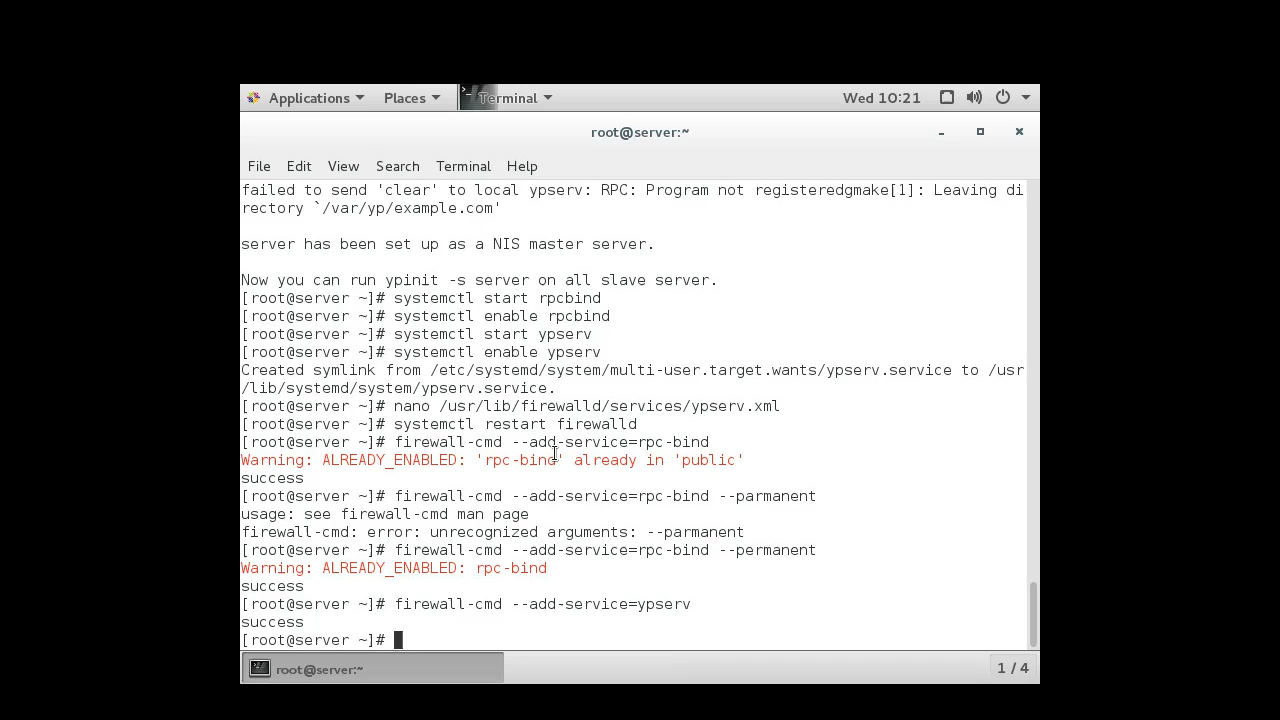 Applications Places Terminal Wed 10:21
root@server:~
File Edit View Search Terminal Help
failed to send 'clear' to local ypserv: RPC: Program not registeredgmake[1]: Leaving di
rectory `/var/yp/example.com'
server has been set up as a NIS master server.
Now you can run ypinit -s server on all slave server.
[root@server ~]# systemctl start rpcbind
[root@server ~]# systemctl enable rpcbind
[root@server ~]# systemctl start ypserv
[root@server ~]# systemctl enable ypserv
Created symlink from /etc/systemd/system/multi-user.target.wants/ypserv.service to /usr
/lib/systemd/system/ypserv.service.
[root@server ~]# nano /usr/lib/firewalld/services/ypserv.xml
[root@server ~]# systemctl restart firewalld
[root@server ~]# firewall-cmd --add-service=rpc-bind
Warning: ALREADY_ENABLED: 'rpc-bind' already in 'public'
success
[root@server ~]# firewall-cmd --add-service=rpc-bind --parmanent
usage: see firewall-cmd man page
firewall-cmd: error: unrecognized arguments: --parmanent
[root@server ~]# firewall-cmd --add-service=rpc-bind --permanent
Warning: ALREADY_ENABLED: rpc-bind
success
[root@server ~]# firewall-cmd --add-service=ypserv
success
[root@server ~]#
root@server:~ 1 / 4